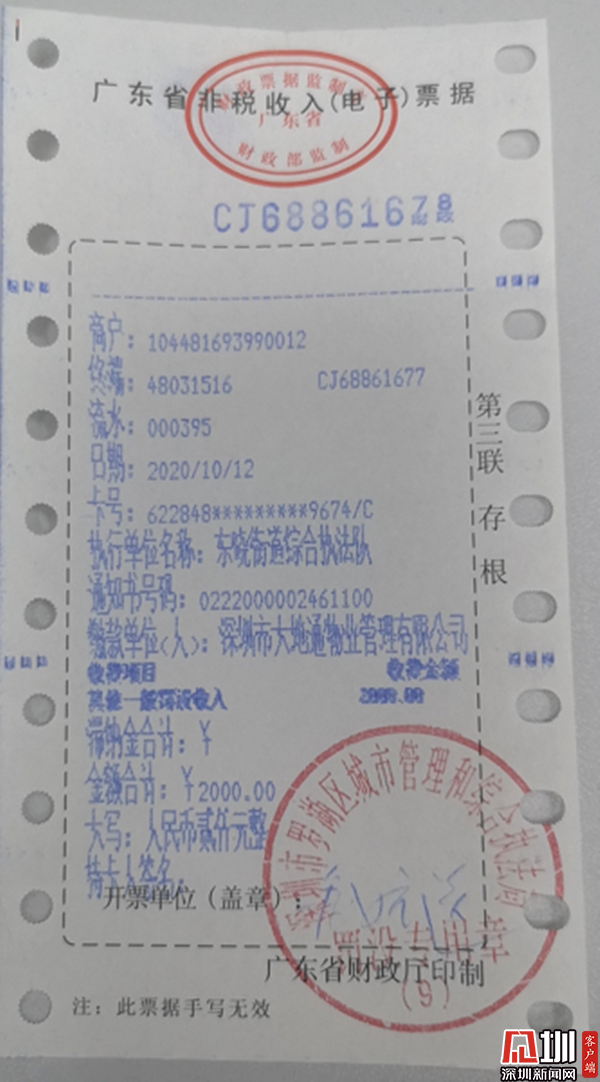 广东省非税收入(电子)票据
财政票据监制章
广东省
财政部监制
CJ68861678
商户: 104481693990012
终端: 48031516 CJ68861677
流水: 000395
日期: 2020/10/12
卡号: 622848*********9674/C
执行单位名称: 东晓街道综合执法队
通知书号码: 0222000002461100
缴款单位(人): 深圳市大地通物业管理有限公司
收费项目 收费金额
其他一般罚没收入 2000.00
滞纳金合计: ¥
金额合计: ¥2000.00
大写: 人民币贰仟元整
持卡人签名:
开票单位(盖章):
深圳市罗湖区城市管理和综合执法局
罚没专用章
(9)
广东省财政厅印制
注: 此票据手写无效
第三联 存根
深圳新闻网
客户端